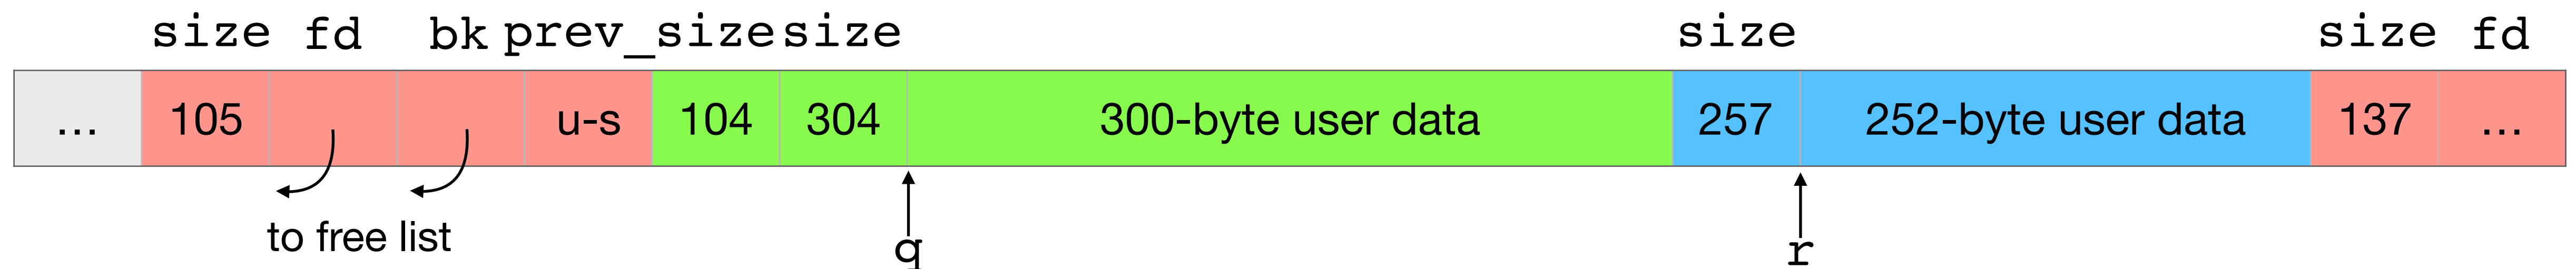 size fd bk prev_size size size size fd
... 105 u-s 104 304 300-byte user data 257 252-byte user data 137 ...
to free list
q r